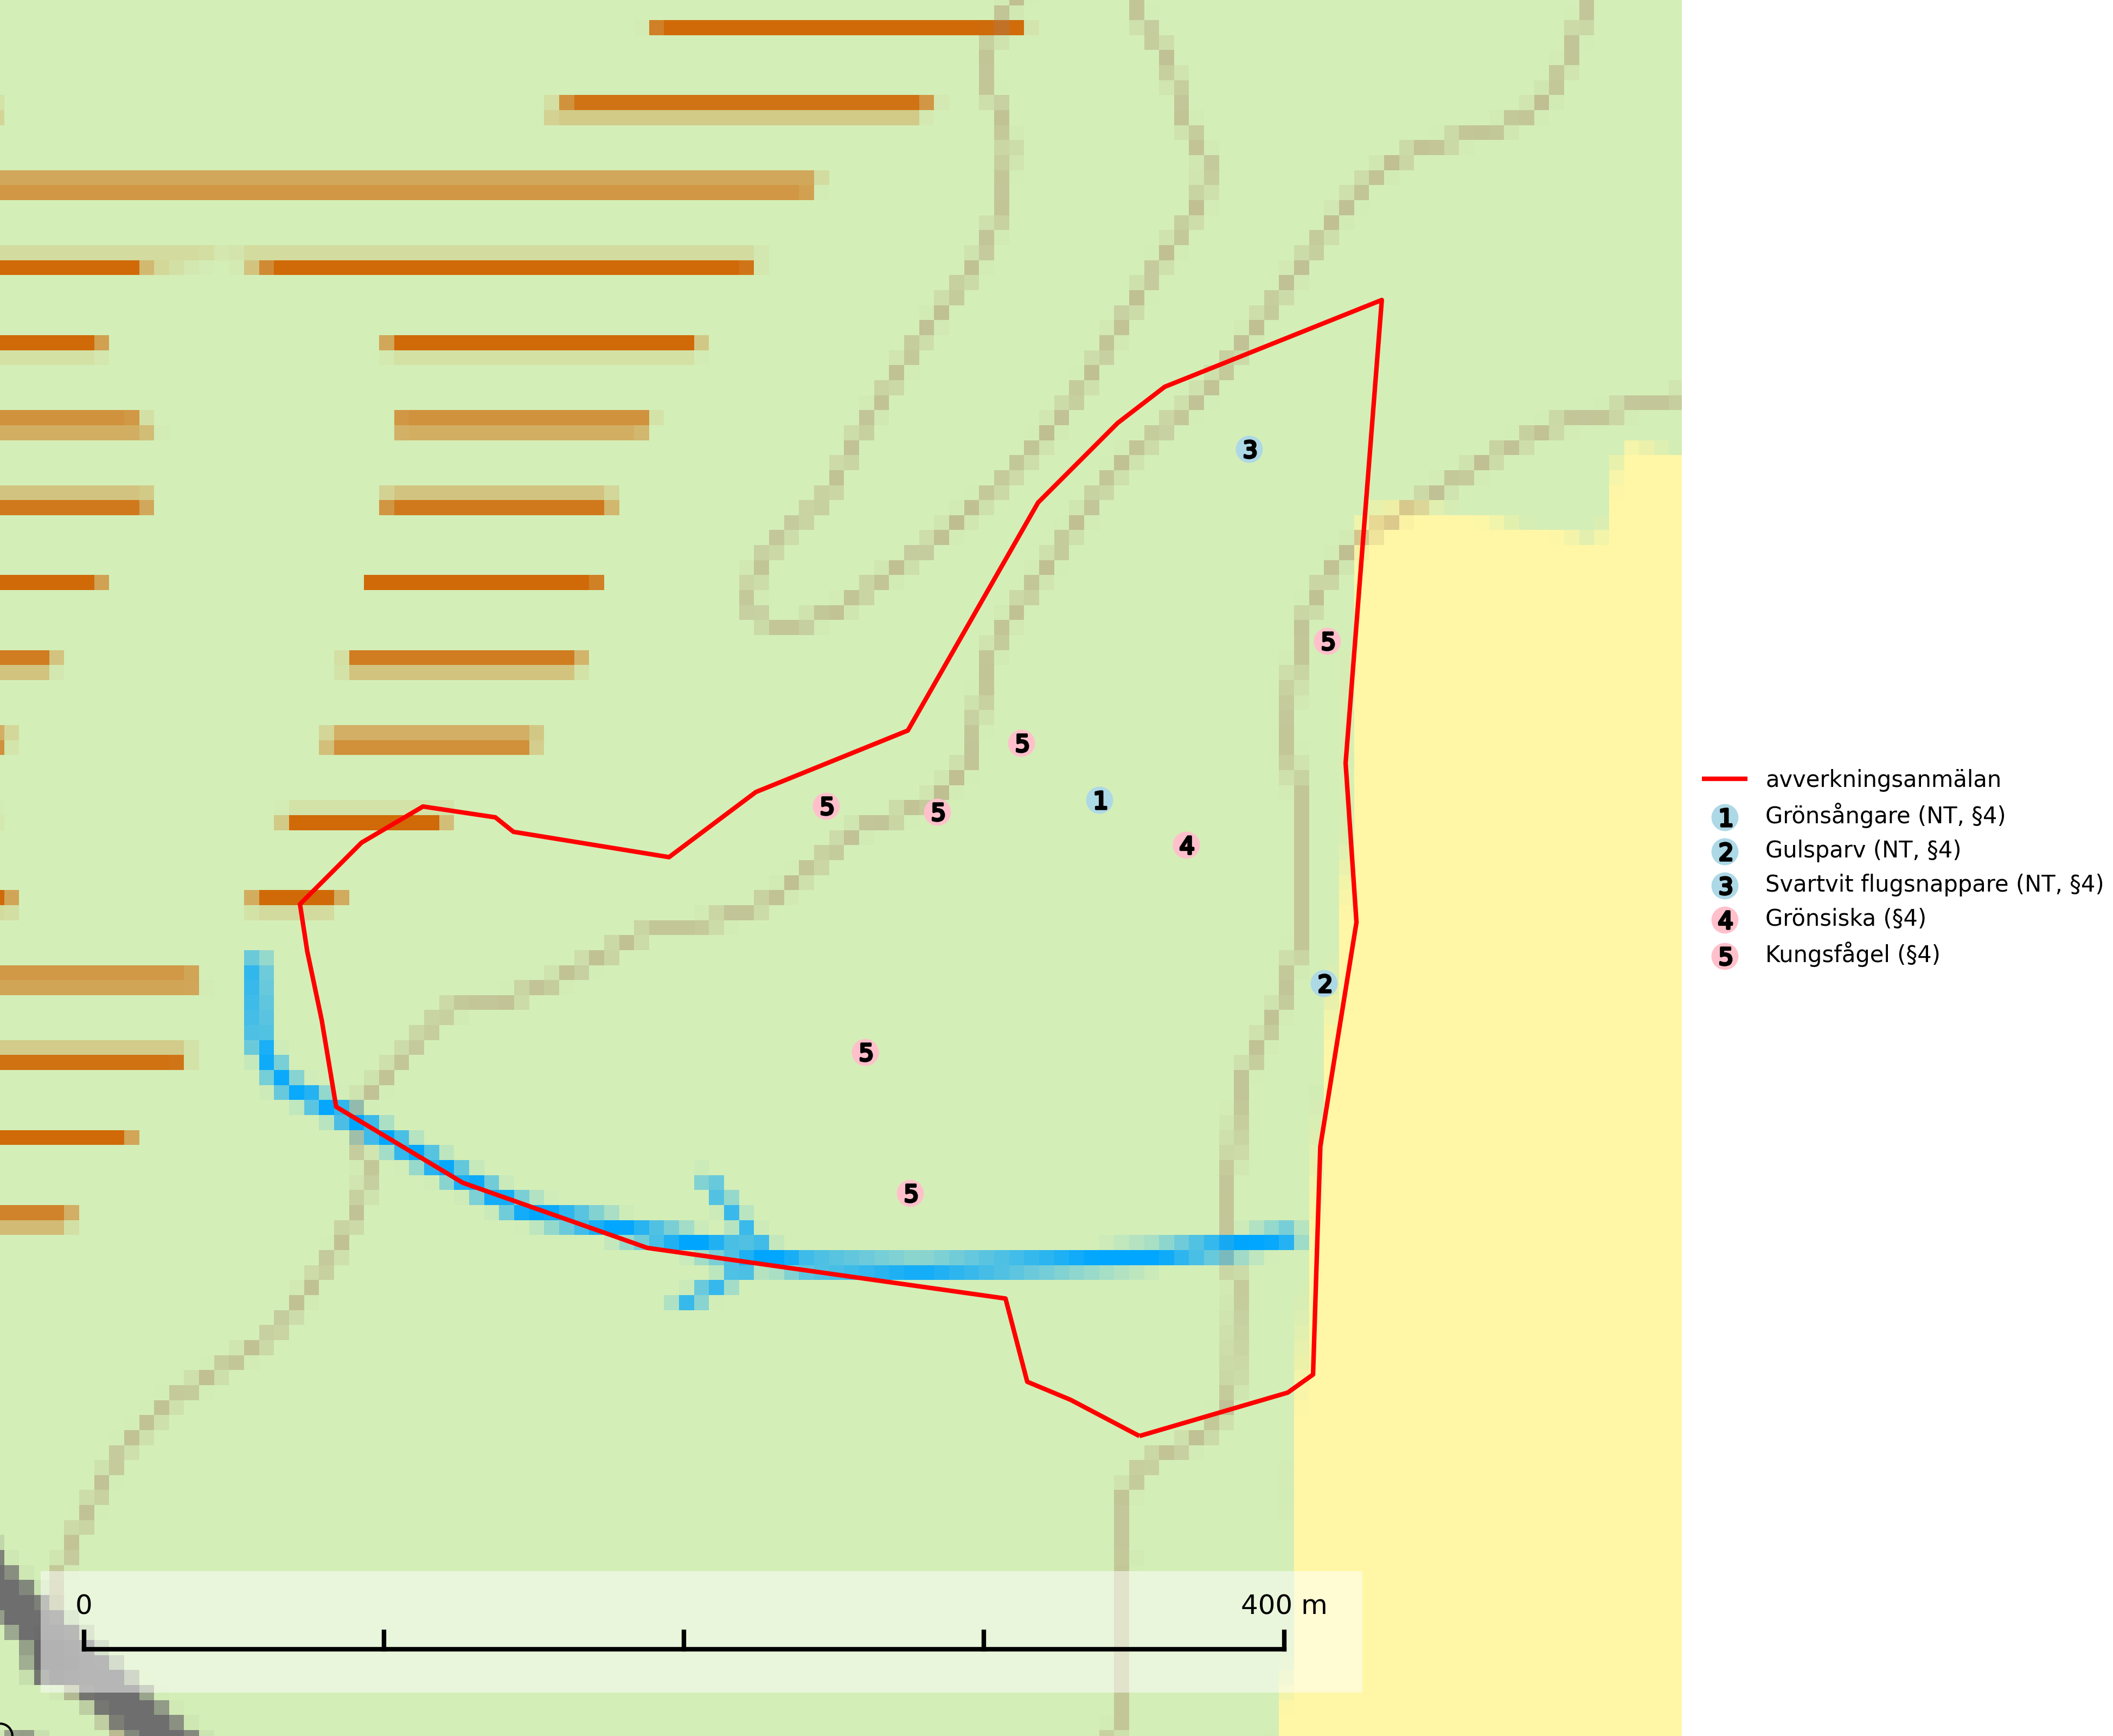 3
5
5
5
5
1
4
2
5
5
avverkningsanmälan
1 Grönsångare (NT, §4)
2 Gulsparv (NT, §4)
3 Svartvit flugsnappare (NT, §4)
4 Grönsiska (§4)
5 Kungsfågel (§4)
0 400 m